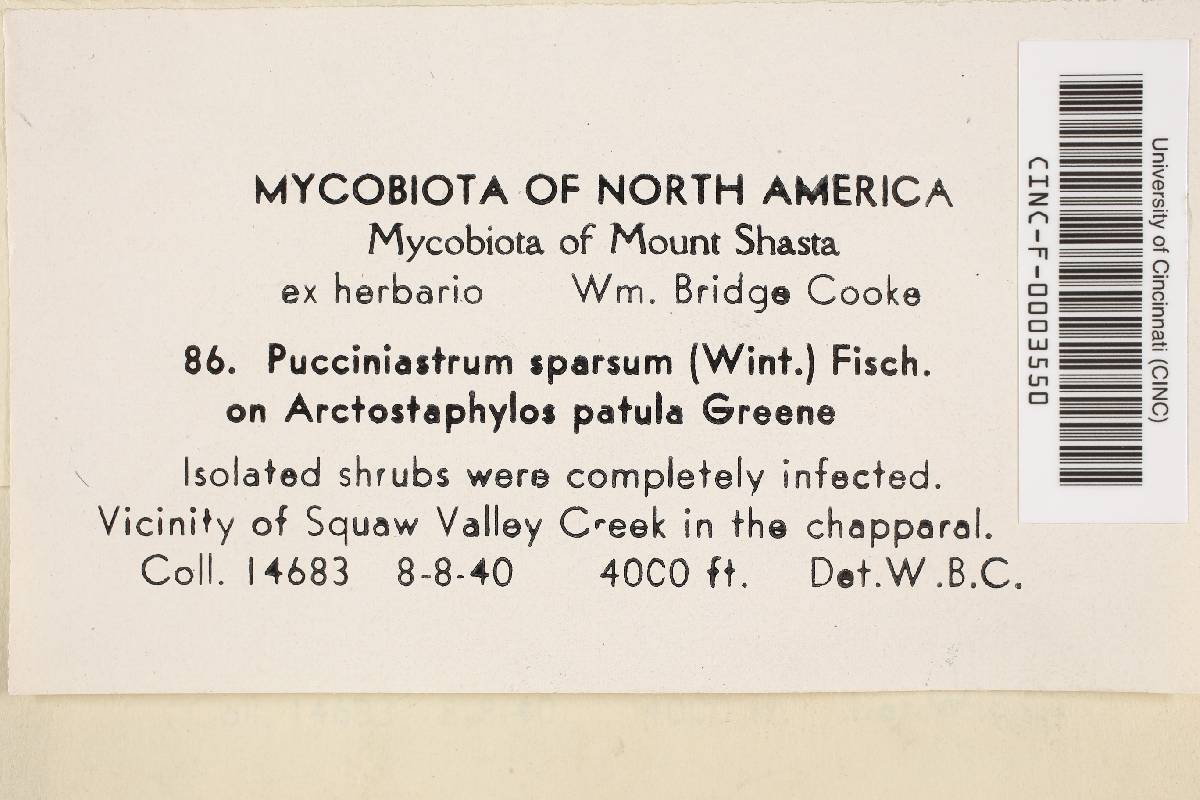 MYCOBIOTA OF NORTH AMERICA
Mycobiota of Mount Shasta
ex herbario Wm. Bridge Cooke
86. Pucciniastrum sparsum (Wint.) Fisch.
on Arctostaphylos patula Greene
Isolated shrubs were completely infected.
Vicinity of Squaw Valley Creek in the chapparal.
Coll. 14683 8-8-40 4000 ft. Det.W.B.C.
University of Cincinnati (CINC)
CINC-F-0003550